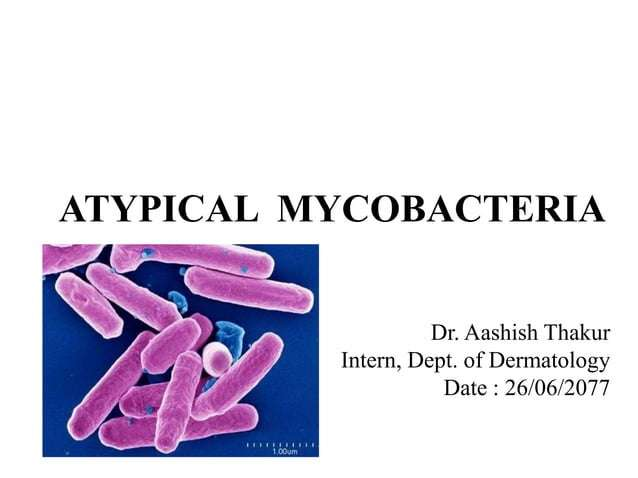 ATYPICAL MYCOBACTERIA
1.00um
Dr. Aashish Thakur
Intern, Dept. of Dermatology
Date : 26/06/2077